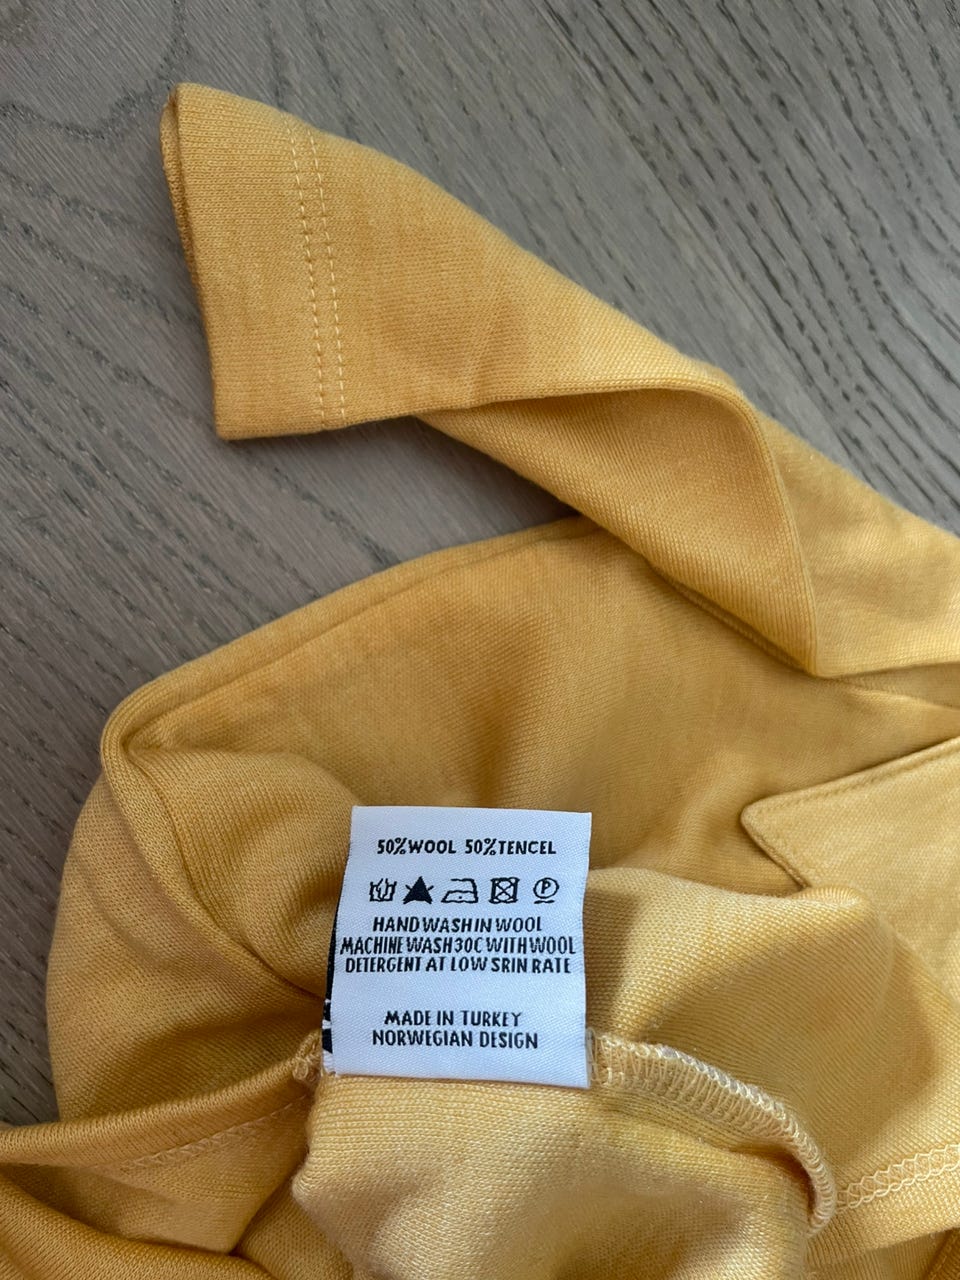 50%WOOL 50%TENCEL
P
HAND WASH IN WOOL
MACHINE WASH 30C WITH WOOL
DETERGENT AT LOW SRIN RATE
MADE IN TURKEY
NORWEGIAN DESIGN